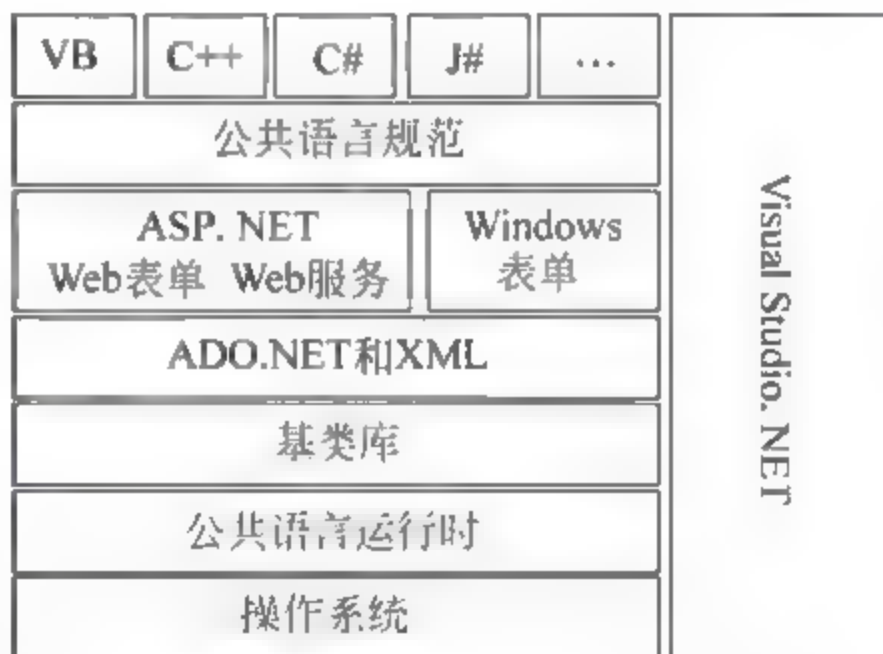 VB C++ C# J# ...
公共语言规范
ASP. NET
Web表单 Web服务
Windows
表单
ADO.NET和XML
基类库
公共语言运行时
操作系统
Visual Studio. NET